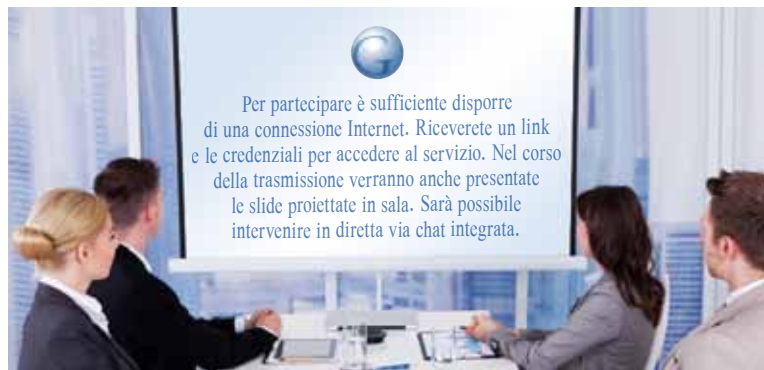 Per partecipare è sufficiente disporre
di una connessione Internet. Riceverete un link
e le credenziali per accedere al servizio. Nel corso
della trasmissione verranno anche presentate
le slide proiettate in sala. Sarà possibile
intervenire in diretta via chat integrata.